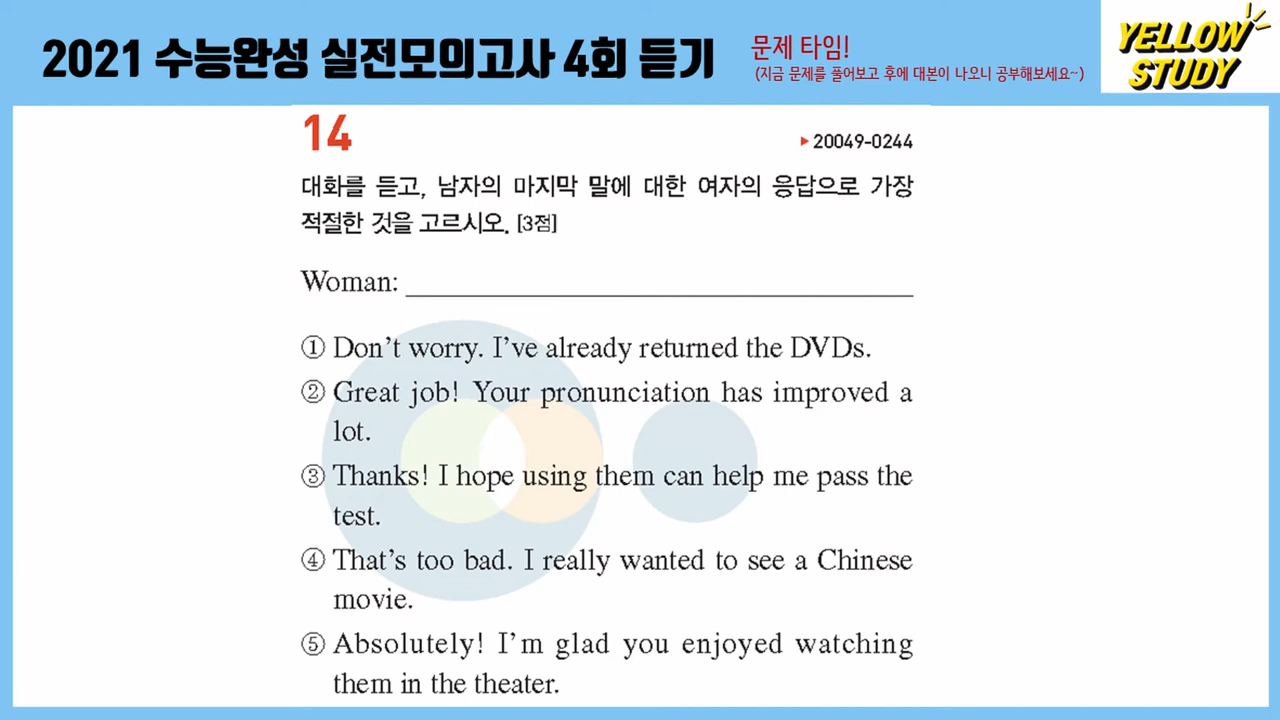 2021 수능완성 실전모의고사 4회 듣기
문제 타임!
(지금 문제를 풀어보고 후에 대본이 나오니 공부해보세요~)
YELLOW
STUDY
14
▶ 20049-0244
대화를 듣고, 남자의 마지막 말에 대한 여자의 응답으로 가장
적절한 것을 고르시오. [3점]
Woman:
① Don't worry. I've already returned the DVDs.
② Great job! Your pronunciation has improved a
lot.
③ Thanks! I hope using them can help me pass the
test.
④ That's too bad. I really wanted to see a Chinese
movie.
⑤ Absolutely! I'm glad you enjoyed watching
them in the theater.